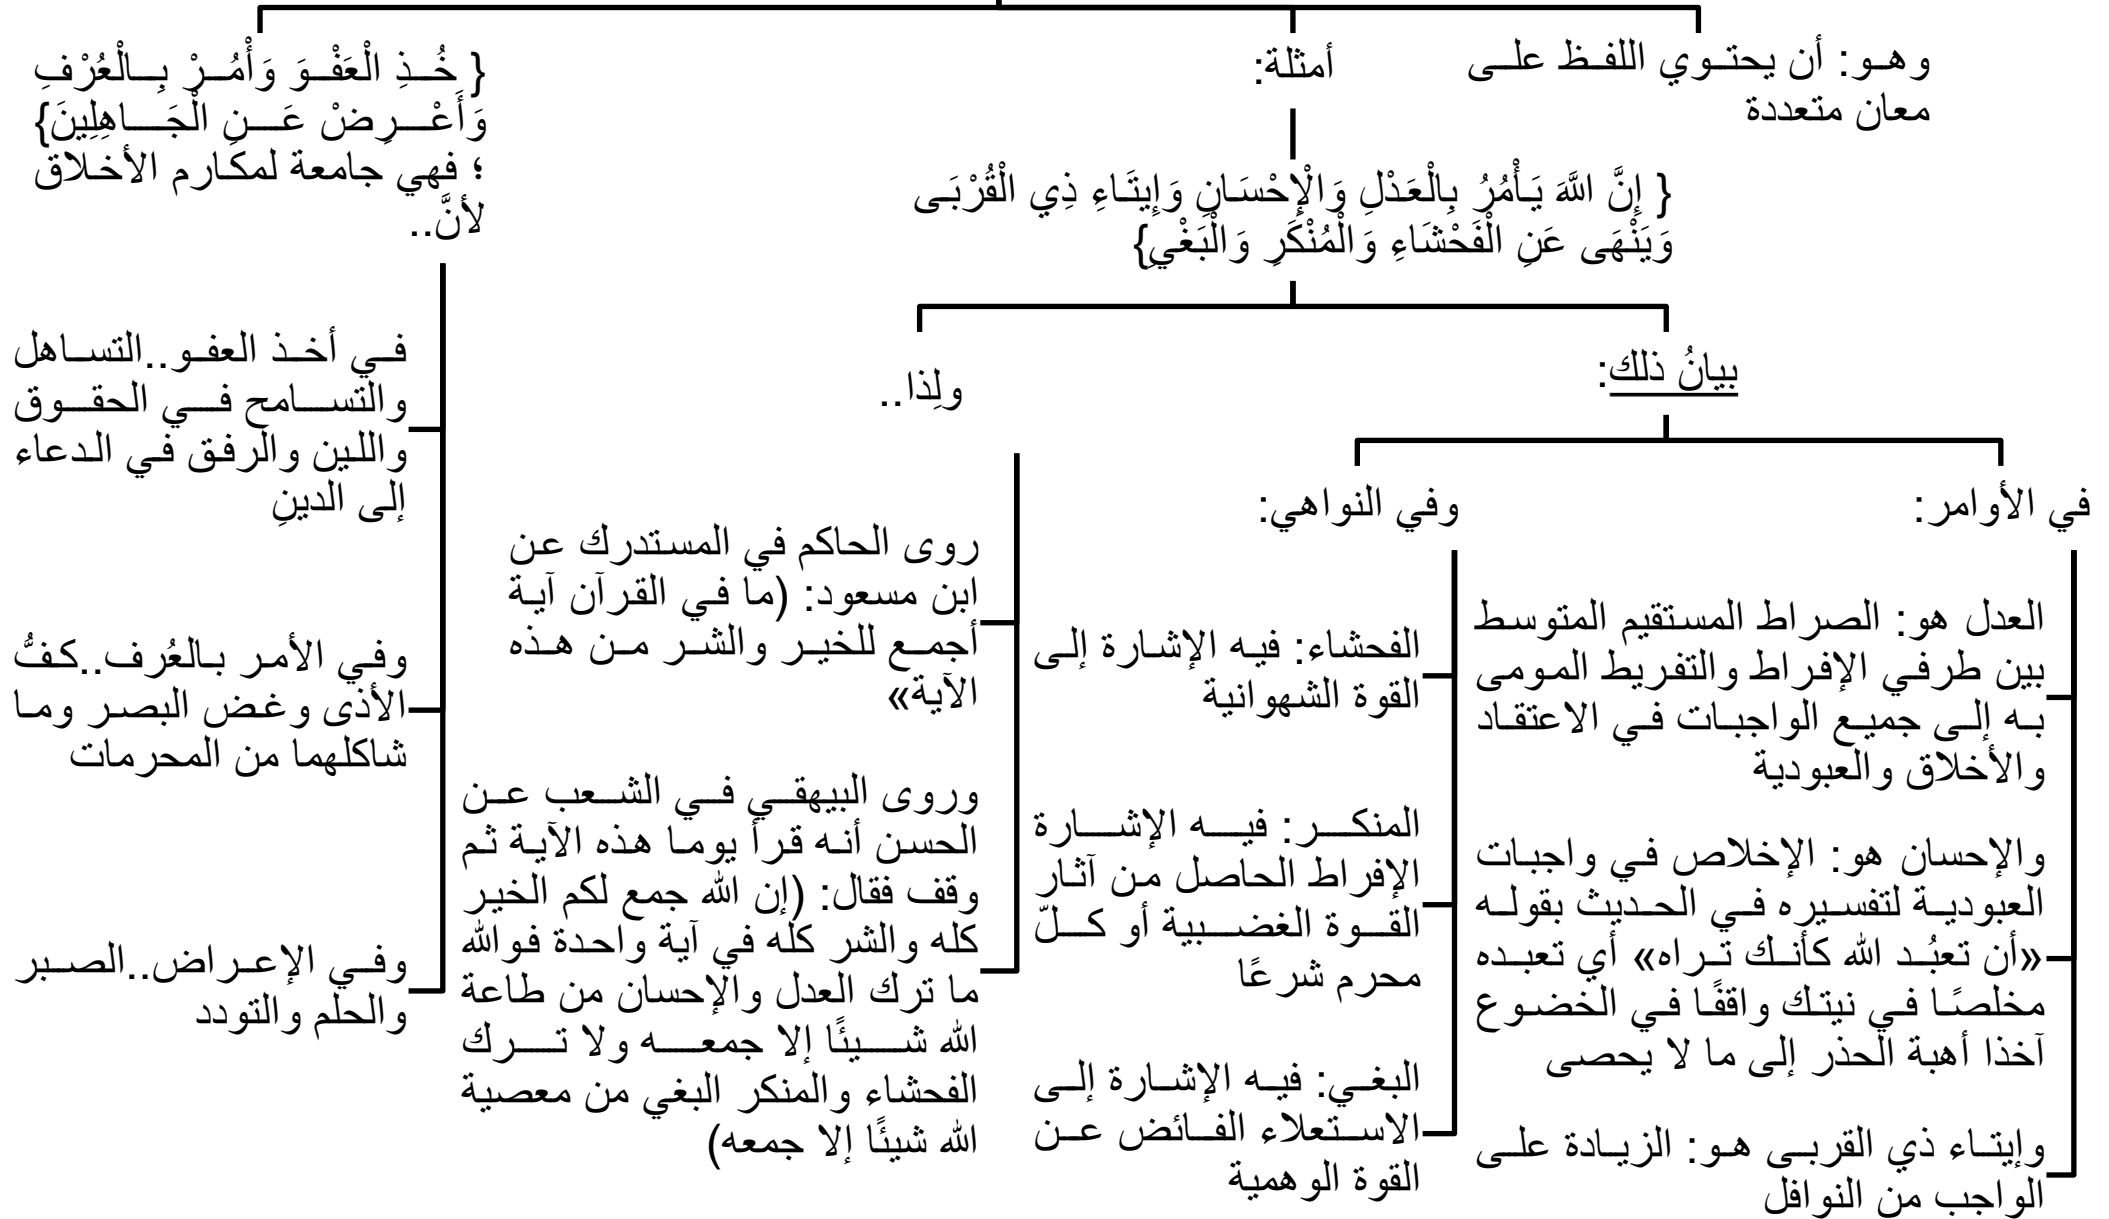 وهو: أن يحتوي اللفظ على
معان متعددة
أمثلة:
{ إِنَّ اللَّهَ يَأْمُرُ بِالْعَدْلِ وَالْإِحْسَانِ وَإِيتَاءِ ذِي الْقُرْبَى
وَيَنْهَى عَنِ الْفَحْشَاءِ وَالْمُنْكَرِ وَالْبَغْيِ}
بيانُ ذلك:
في الأوامر:
العدل هو: الصراط المستقيم المتوسط
بين طرفي الإفراط والتفريط المومى
به إلى جميع الواجبات في الاعتقاد
والأخلاق والعبودية
والإحسان هو: الإخلاص في واجبات
العبودية لتفسيره في الحديث بقوله
«أن تعبُد الله كأنك تراه» أي تعبده
مخلصًا في نيتك واقفًا في الخضوع
آخذا أهبة الحذر إلى ما لا يحصى
وإيتاء ذي القربى هو: الزيادة على
الواجب من النوافل
وفي النواهي:
الفحشاء: فيه الإشارة إلى
القوة الشهوانية
المنكر: فيه الإشارة
الإفراط الحاصل من آثار
القوة الغضبية أو كلّ
محرم شرعًا
البغي: فيه الإشارة إلى
الاستعلاء الفائض عن
القوة الوهمية
ولِذا..
روى الحاكم في المستدرك عن
ابن مسعود: (ما في القرآن آية
أجمع للخير والشر من هذه
الآية»
وروى البيهقي في الشعب عن
الحسن أنه قرأ يوما هذه الآية ثم
وقف فقال: (إن الله جمع لكم الخير
كله والشر كله في آية واحدة فوالله
ما ترك العدل والإحسان من طاعة
الله شيئًا إلا جمعه ولا ترك
الفحشاء والمنكر البغي من معصية
الله شيئًا إلا جمعه)
{ خُذِ الْعَفْوَ وَأْمُرْ بِالْعُرْفِ
وَأَعْرِضْ عَنِ الْجَاهِلِينَ}
؛ فهي جامعة لمكارم الأخلاق
لأنَّ..
في أخذ العفو..التساهل
والتسامح في الحقوق
واللين والرفق في الدعاء
إلى الدينِ
وفي الأمر بالعُرف..كفُّ
الأذى وغض البصر وما
شاكلهما من المحرمات
وفي الإعراض..الصبر
والحلم والتودد